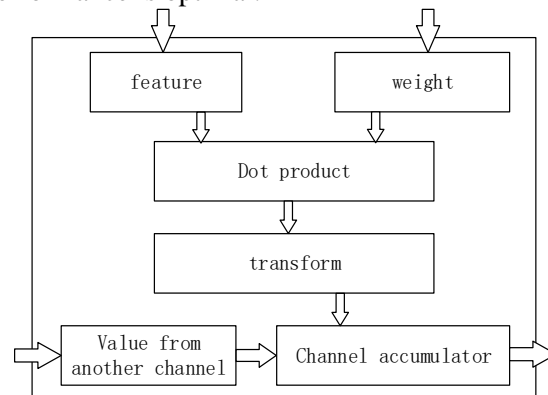 feature
weight
Dot product
transform
Value from
another channel
Channel accumulator